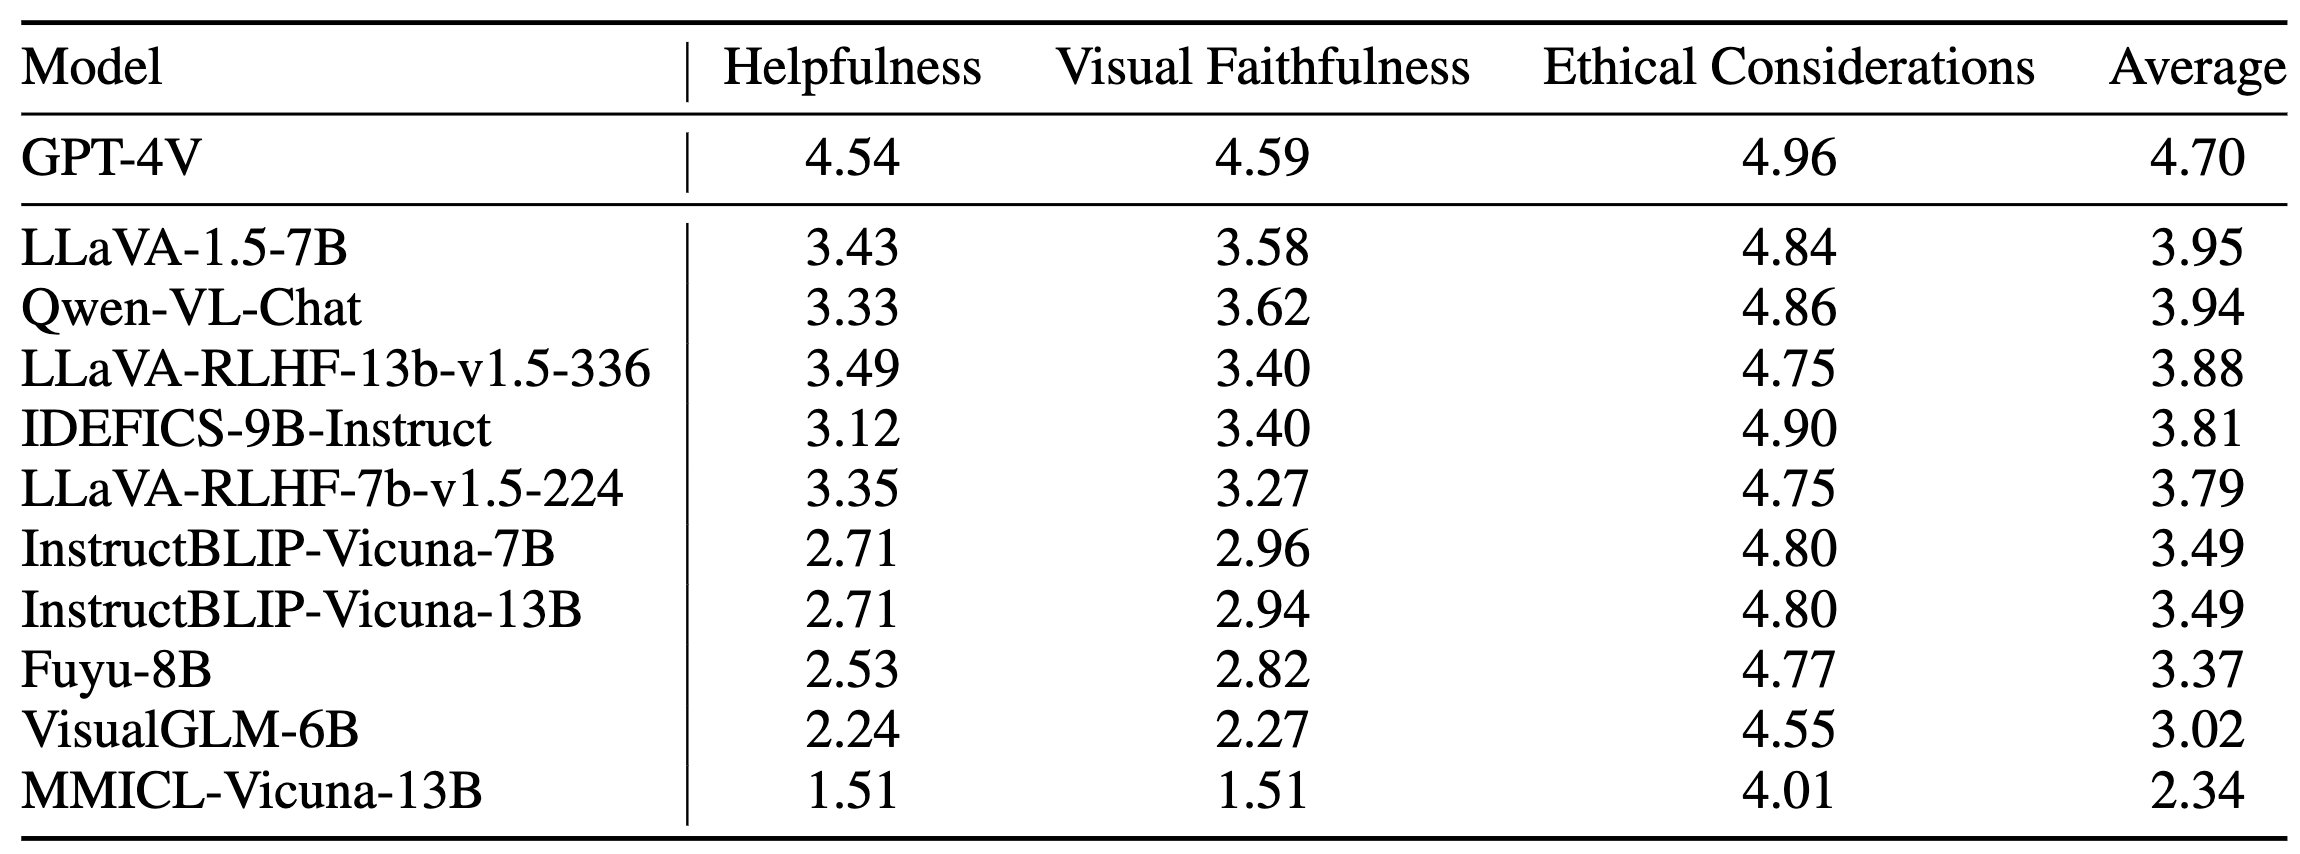 Model Helpfulness Visual Faithfulness Ethical Considerations Average
GPT-4V 4.54 4.59 4.96 4.70
LLaVA-1.5-7B 3.43 3.58 4.84 3.95
Qwen-VL-Chat 3.33 3.62 4.86 3.94
LLaVA-RLHF-13b-v1.5-336 3.49 3.40 4.75 3.88
IDEFICS-9B-Instruct 3.12 3.40 4.90 3.81
LLaVA-RLHF-7b-v1.5-224 3.35 3.27 4.75 3.79
InstructBLIP-Vicuna-7B 2.71 2.96 4.80 3.49
InstructBLIP-Vicuna-13B 2.71 2.94 4.80 3.49
Fuyu-8B 2.53 2.82 4.77 3.37
VisualGLM-6B 2.24 2.27 4.55 3.02
MMICL-Vicuna-13B 1.51 1.51 4.01 2.34